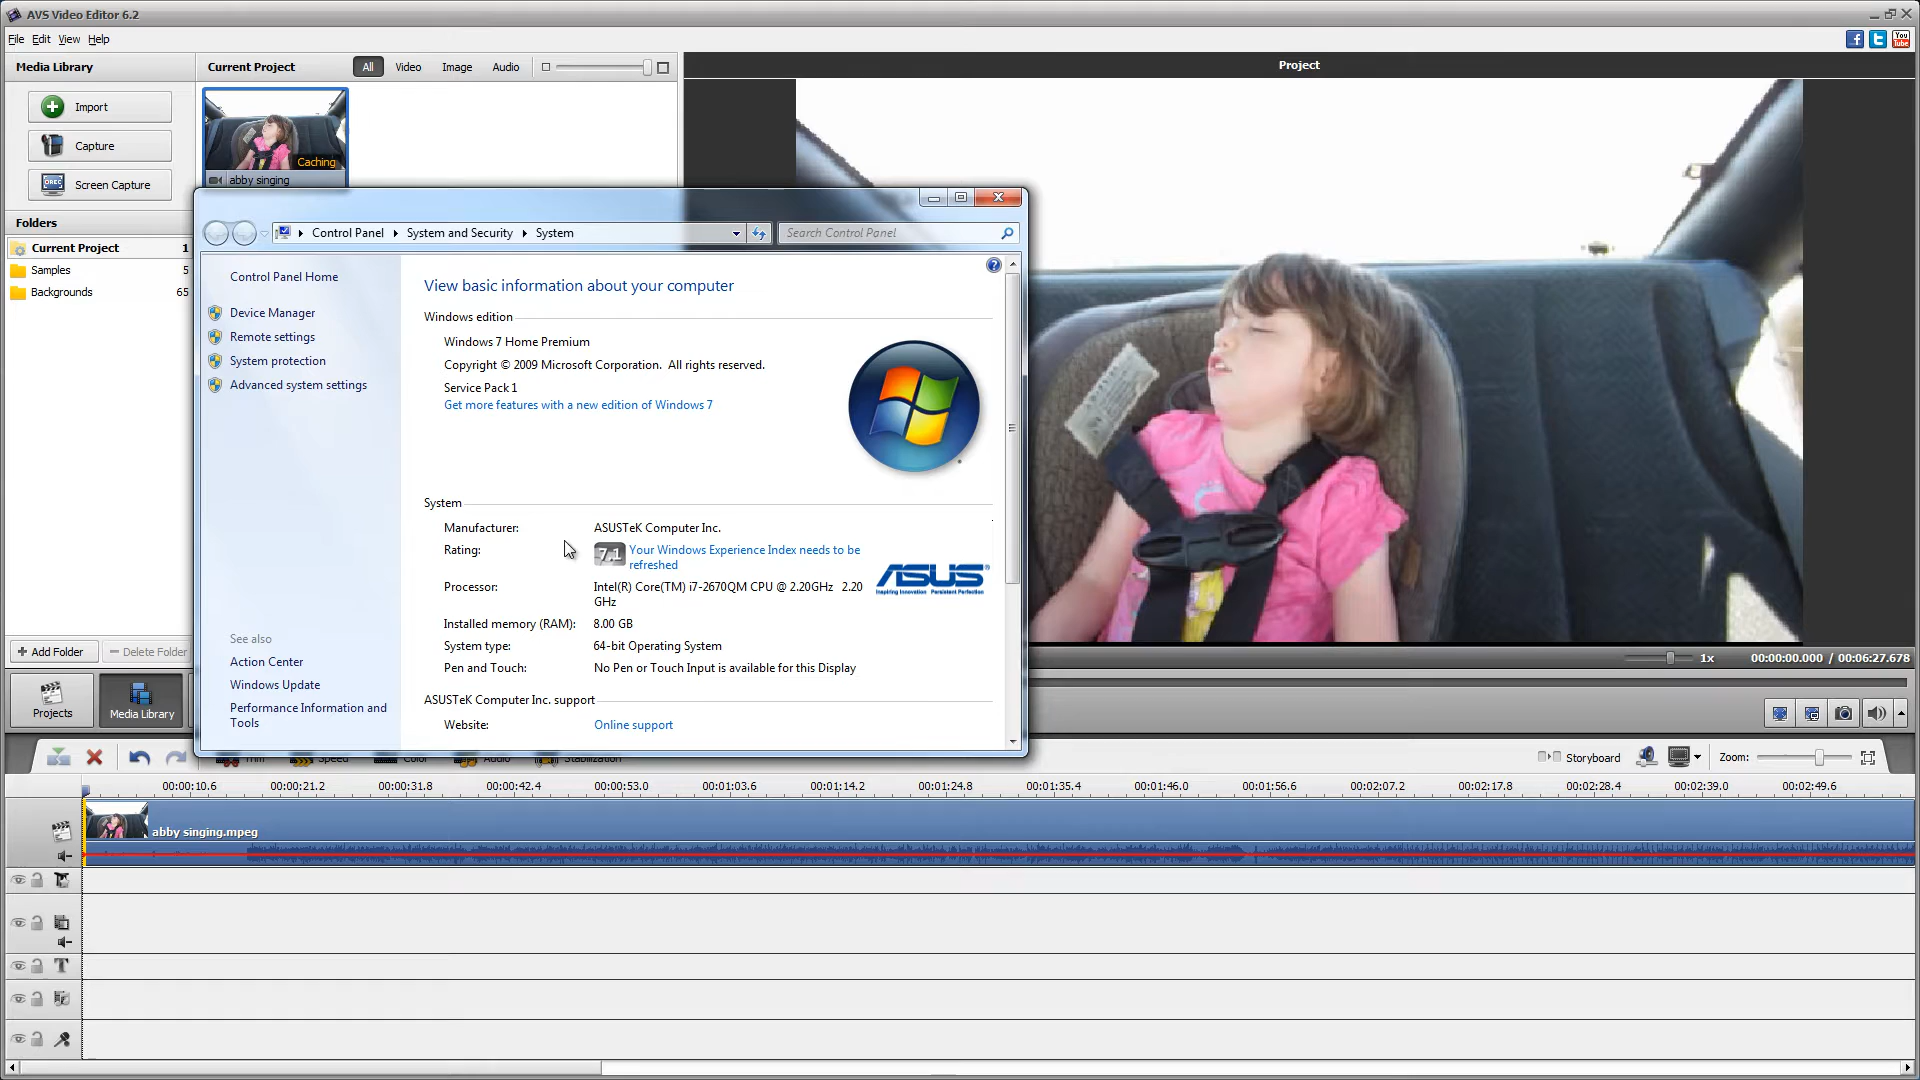 AVS Video Editor 6.2
File Edit View Help
Media Library
Current Project All Video Image Audio
Project
Import
Capture
Screen Capture
Caching
abby singing
Folders
Current Project 1
Samples 5
Backgrounds 65
Add Folder
Delete Folder
Projects
Media Library
Control Panel System and Security System
Search Control Panel
Control Panel Home
Device Manager
Remote settings
System protection
Advanced system settings
See also
Action Center
Windows Update
Performance Information and
Tools
View basic information about your computer
Windows edition
Windows 7 Home Premium
Copyright © 2009 Microsoft Corporation. All rights reserved.
Service Pack 1
Get more features with a new edition of Windows 7
System
Manufacturer: ASUSTeK Computer Inc.
Rating: 7.1 Your Windows Experience Index needs to be
refreshed
Processor: Intel(R) Core(TM) i7-2670QM CPU @ 2.20GHz 2.20
GHz
Installed memory (RAM): 8.00 GB
System type: 64-bit Operating System
Pen and Touch: No Pen or Touch Input is available for this Display
ASUSTeK Computer Inc. support
Website: Online support
ASUS
Inspiring Innovation Persistent Perfection
1x 00:00:00.000 / 00:06:27.678
Trim Speed Color Audio Stabilization
Storyboard Zoom:
00:00:10.6 00:00:21.2 00:00:31.8 00:00:42.4 00:00:53.0 00:01:03.6 00:01:14.2 00:01:24.8 00:01:35.4 00:01:46.0 00:01:56.6 00:02:07.2 00:02:17.8 00:02:28.4 00:02:39.0 00:02:49.6
abby singing.mpeg